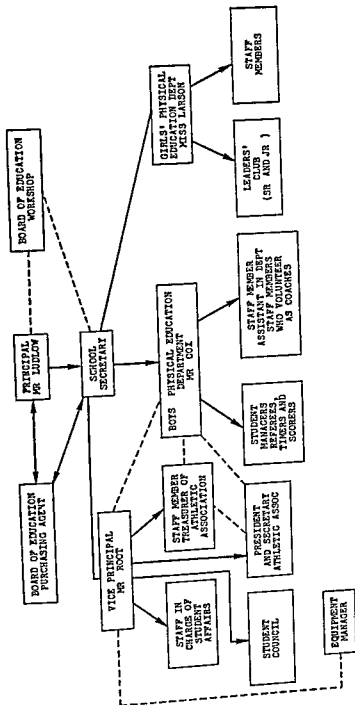 BOARD OF EDUCATION
WORKSHOP
PRINCIPAL
MR LUDLOW
BOARD OF EDUCATION
PURCHASING AGENT
SCHOOL
SECRETARY
VICE PRINCIPAL
MR ROOT
BOYS PHYSICAL EDUCATION
DEPARTMENT
MR COX
GIRLS' PHYSICAL
EDUCATION DEPT
MISS LARSON
STAFF IN
CHARGE OF
STUDENT
AFFAIRS
STAFF MEMBER
TREASURER OF
ATHLETIC
ASSOCIATION
STUDENT
COUNCIL
PRESIDENT
AND SECRETARY
ATHLETIC ASSOC
STUDENT
MANAGERS
REFEREES,
TIMERS AND
SCORERS
STAFF MEMBER
ASSISTANT IN DEPT
STAFF MEMBERS
WHO VOLUNTEER
AS COACHES
LEADERS'
CLUB
(SR AND JR )
STAFF
MEMBERS
EQUIPMENT
MANAGER